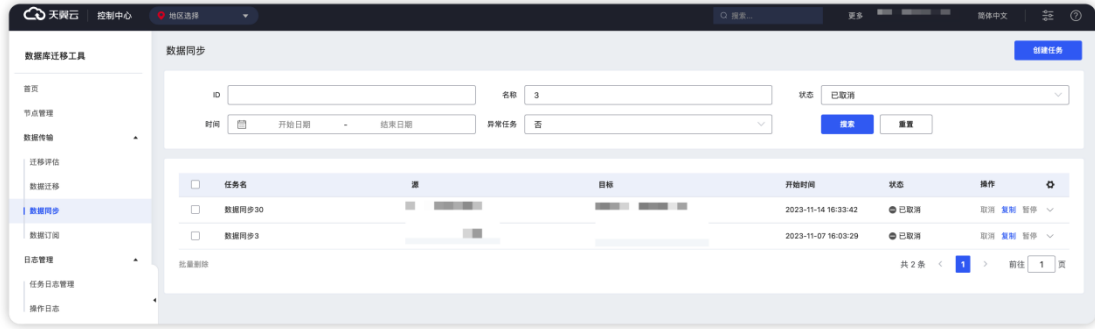 天翼云 控制中心 地区选择 搜索... 更多 简体中文
数据库迁移工具
首页
节点管理
数据传输
迁移评估
数据迁移
数据同步
数据订阅
日志管理
任务日志管理
操作日志
数据同步 创建任务
ID 名称 3 状态 已取消
时间 开始日期 - 结束日期 异常任务 否 搜索 重置
任务名 源 目标 开始时间 状态 操作
数据同步30 2023-11-14 16:33:42 已取消 取消 复制 暂停
数据同步3 2023-11-07 16:03:29 已取消 取消 复制 暂停
批量删除 共 2 条 1 前往 1 页